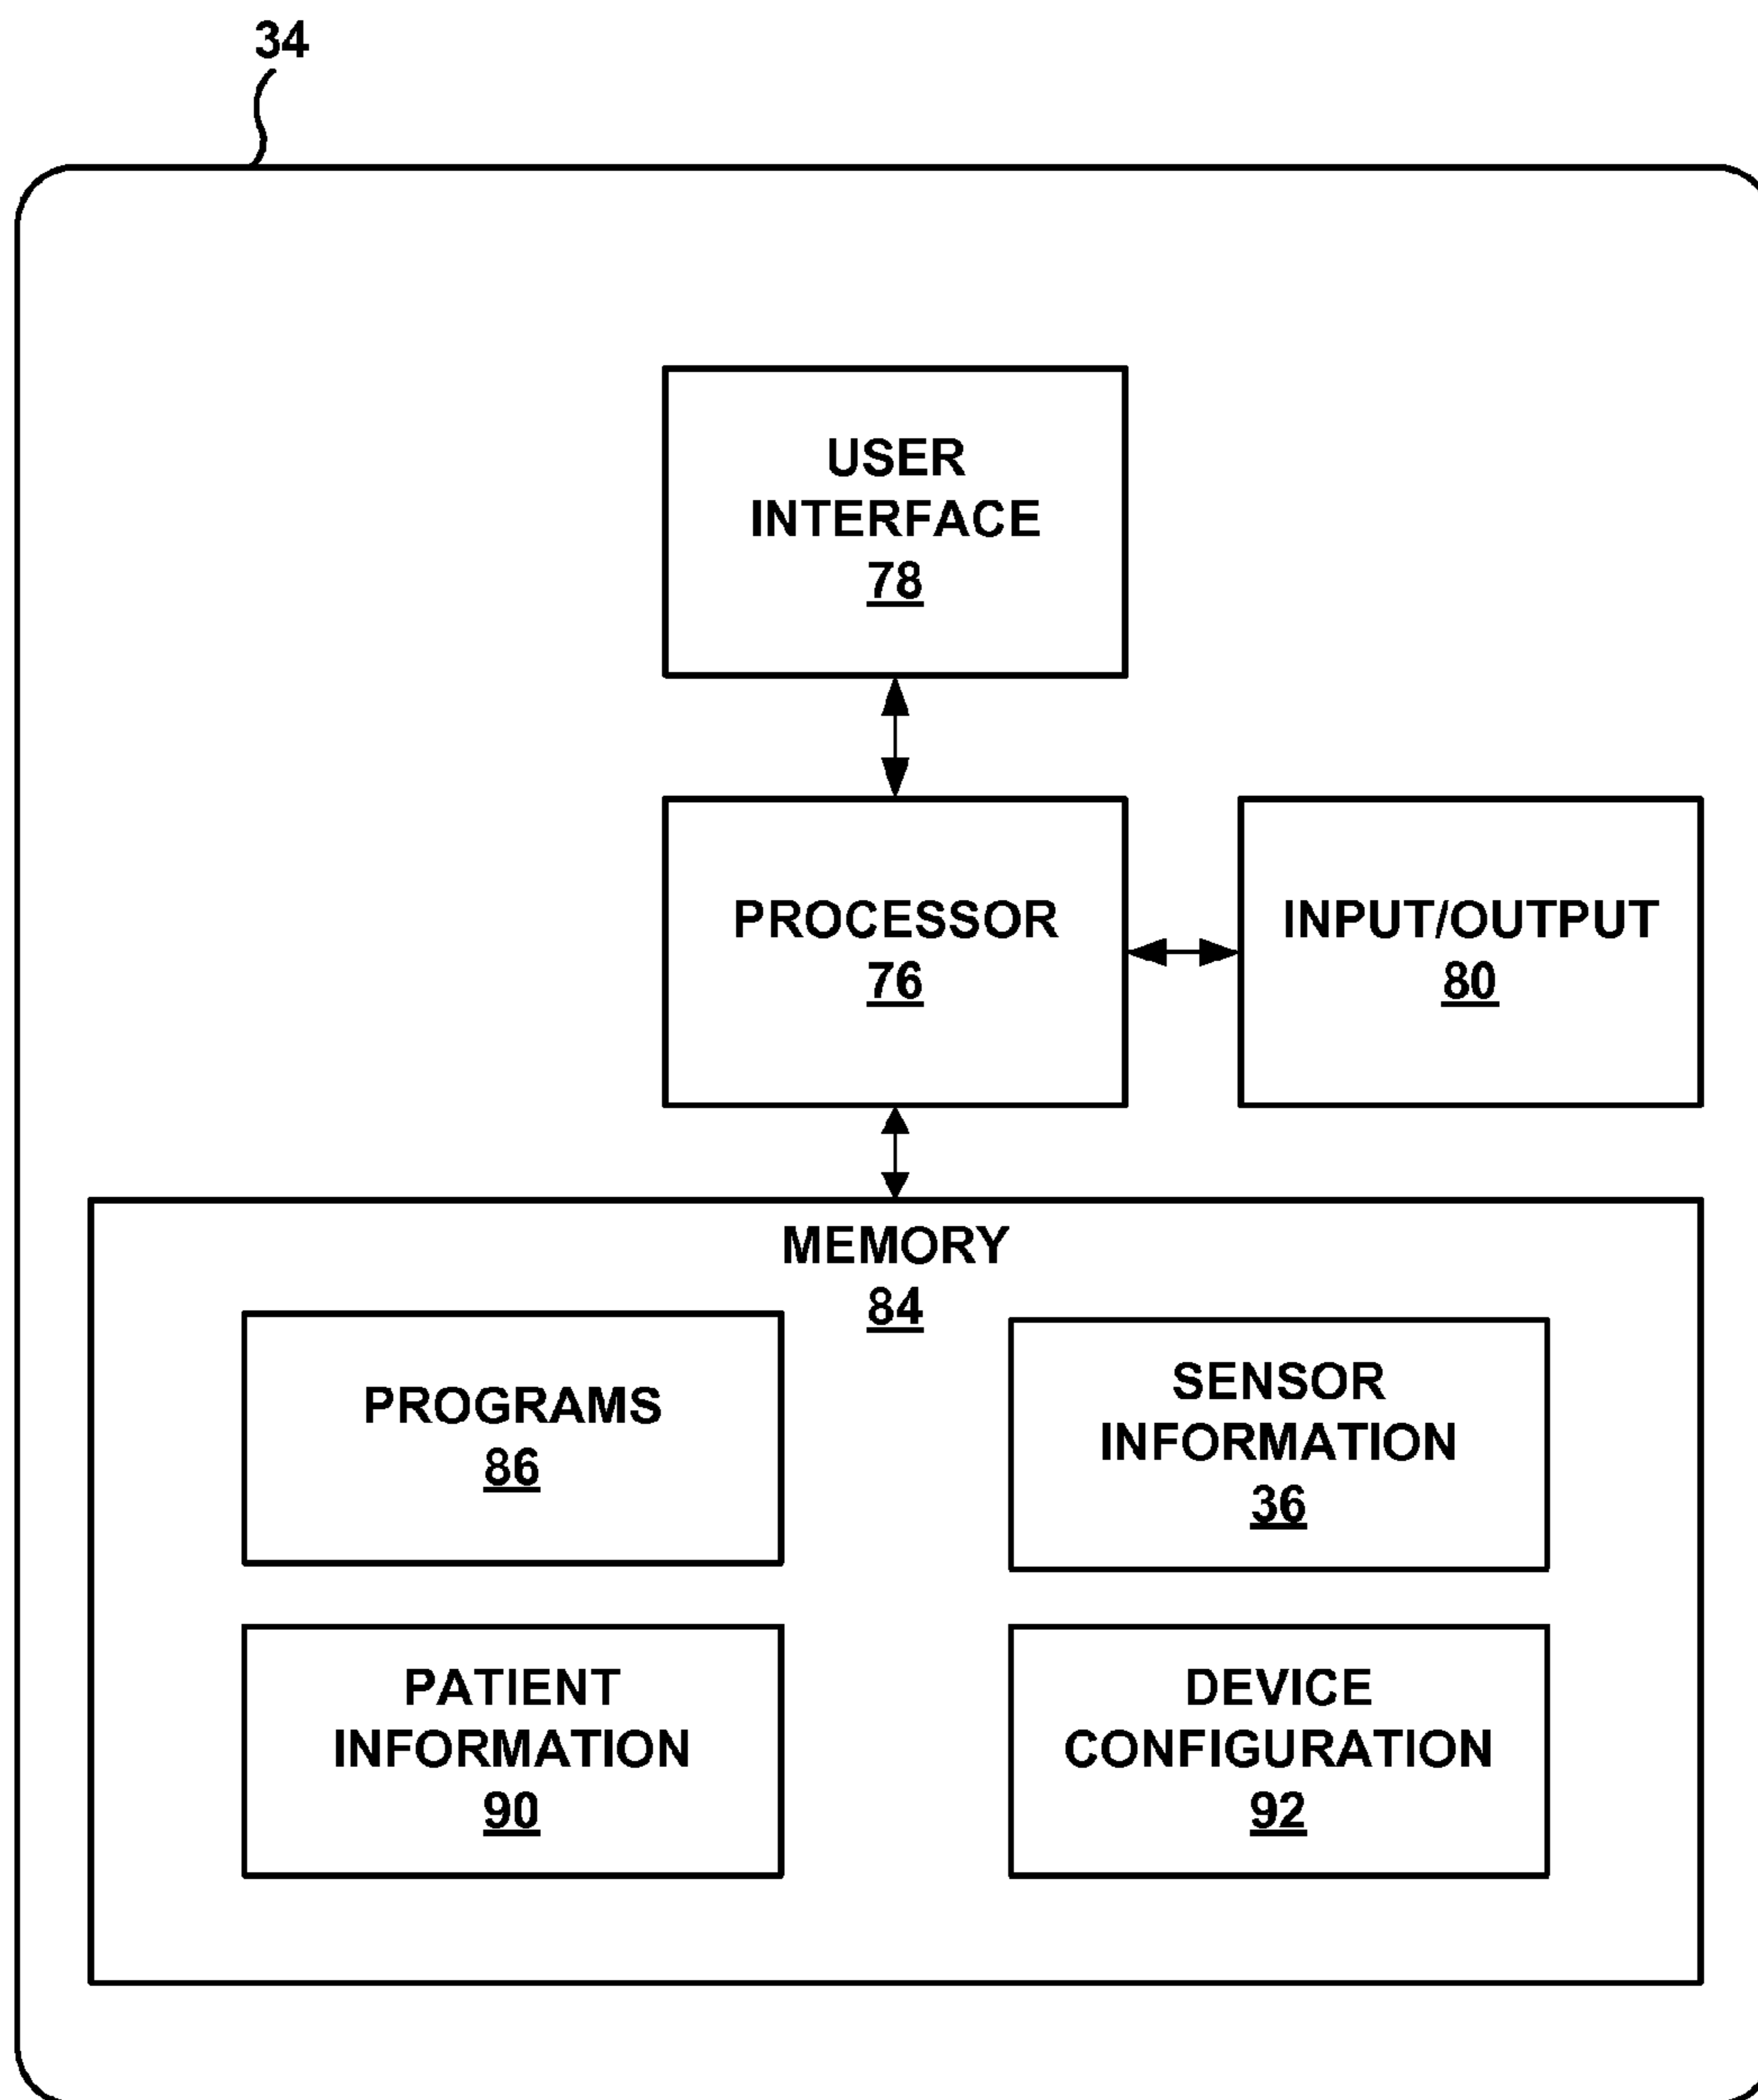 34
USER
INTERFACE
78
PROCESSOR
76
INPUT/OUTPUT
80
MEMORY
84
PROGRAMS
86
SENSOR
INFORMATION
36
PATIENT
INFORMATION
90
DEVICE
CONFIGURATION
92